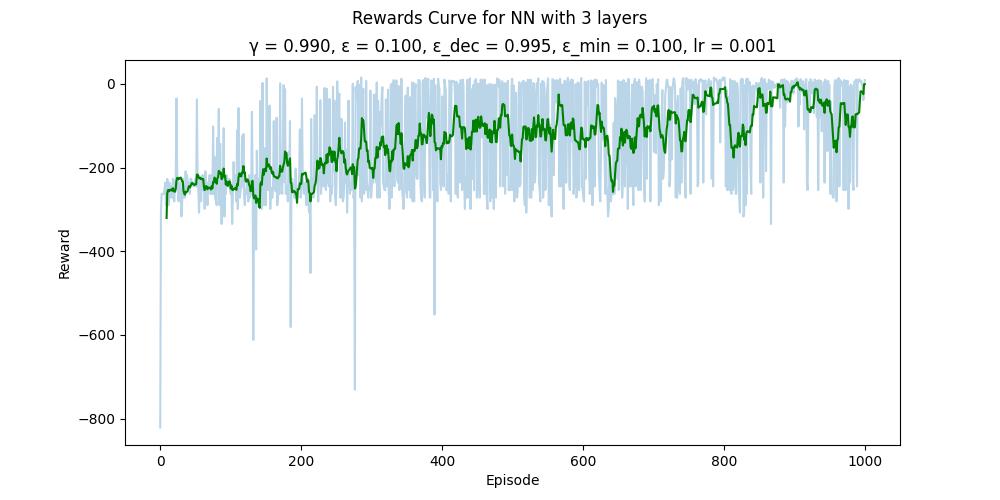 Rewards Curve for NN with 3 layers
γ = 0.990, ε = 0.100, ε_dec = 0.995, ε_min = 0.100, lr = 0.001
0
−200
−400
−600
−800
Reward
0 200 400 600 800 1000
Episode